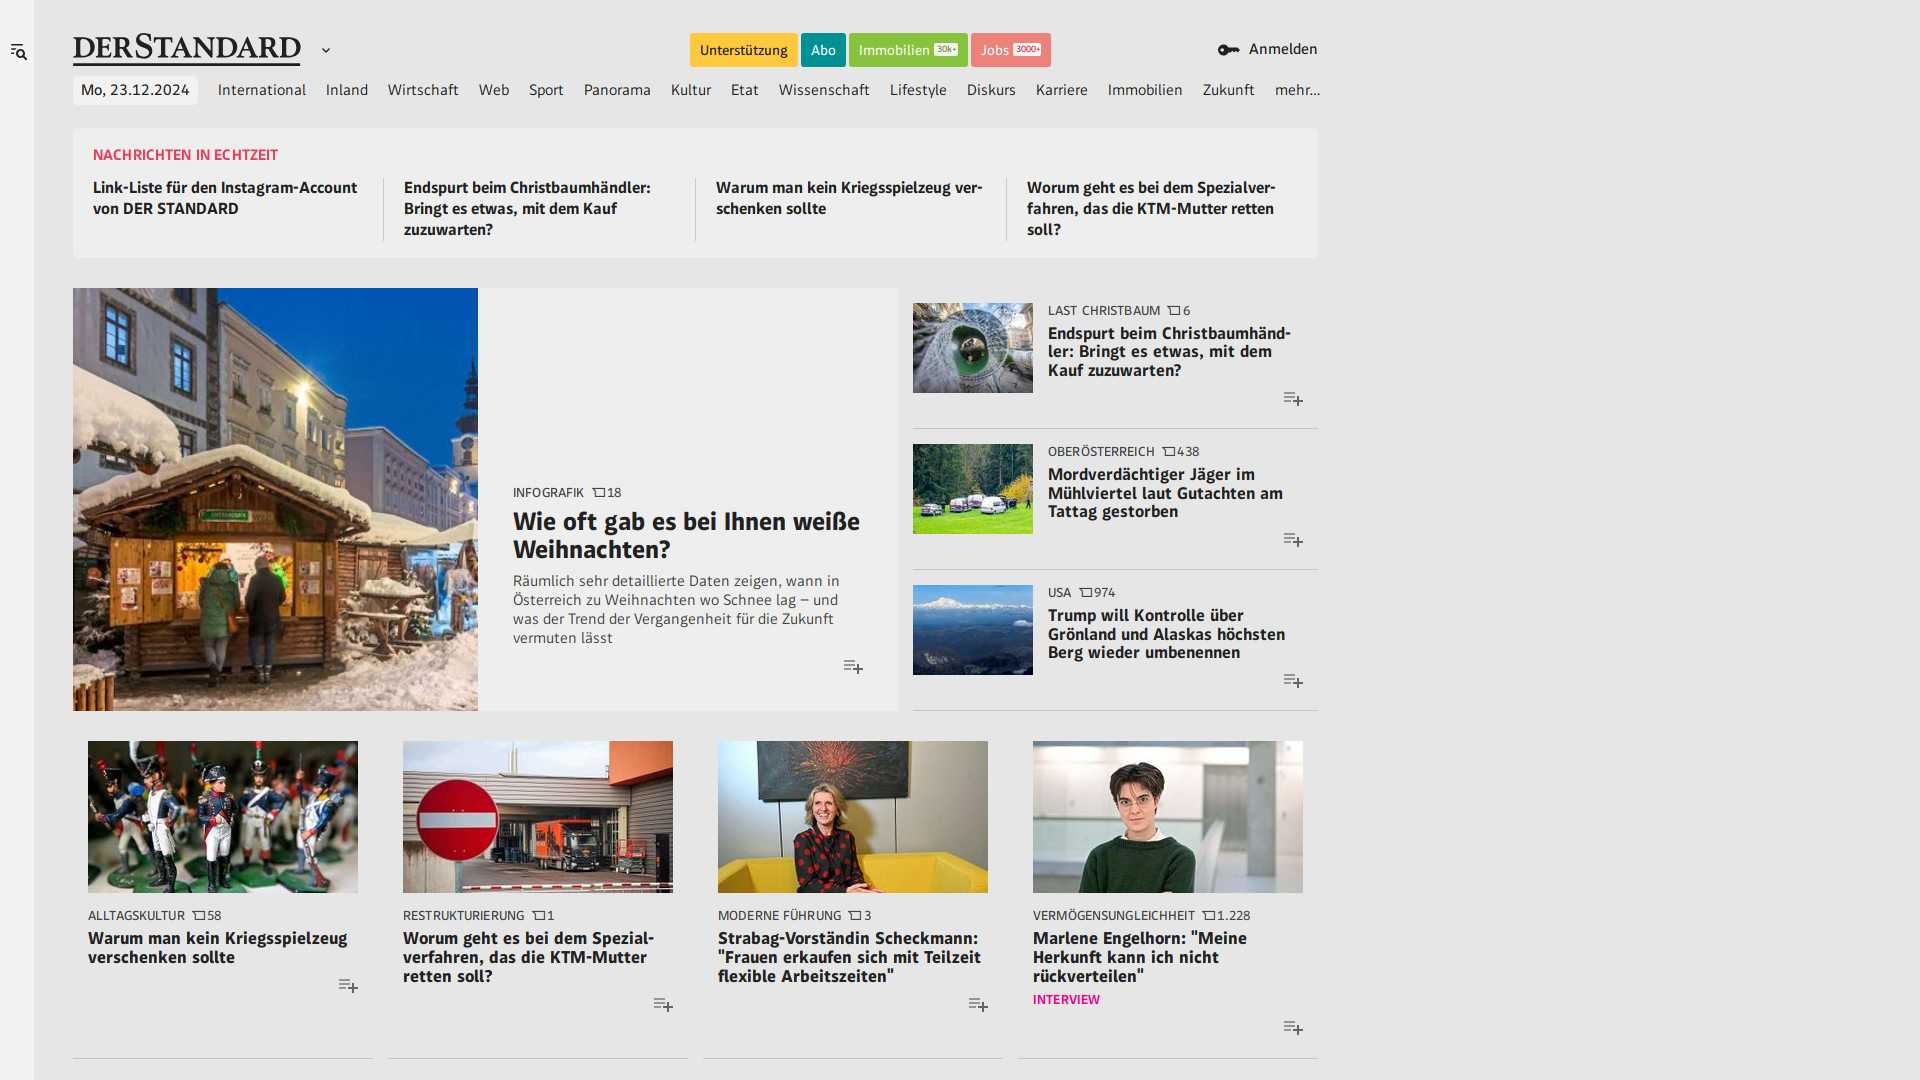 DERSTANDARD
Unterstützung
Abo
Immobilien 30k+
Jobs 3000+
Anmelden
Mo, 23.12.2024
International
Inland
Wirtschaft
Web
Sport
Panorama
Kultur
Etat
Wissenschaft
Lifestyle
Diskurs
Karriere
Immobilien
Zukunft
mehr...
NACHRICHTEN IN ECHTZEIT
Link-Liste für den Instagram-Account
von DER STANDARD
Endspurt beim Christbaumhändler:
Bringt es etwas, mit dem Kauf
zuzuwarten?
Warum man kein Kriegsspielzeug ver-
schenken sollte
Worum geht es bei dem Spezialver-
fahren, das die KTM-Mutter retten
soll?
INFOGRAFIK 18
Wie oft gab es bei Ihnen weiße
Weihnachten?
Räumlich sehr detaillierte Daten zeigen, wann in
Österreich zu Weihnachten wo Schnee lag – und
was der Trend der Vergangenheit für die Zukunft
vermuten lässt
LAST CHRISTBAUM 6
Endspurt beim Christbaumhänd-
ler: Bringt es etwas, mit dem
Kauf zuzuwarten?
OBERÖSTERREICH 438
Mordverdächtiger Jäger im
Mühlviertel laut Gutachten am
Tattag gestorben
USA 974
Trump will Kontrolle über
Grönland und Alaskas höchsten
Berg wieder umbenennen
ALLTAGSKULTUR 58
Warum man kein Kriegsspielzeug
verschenken sollte
RESTRUKTURIERUNG 1
Worum geht es bei dem Spezial-
verfahren, das die KTM-Mutter
retten soll?
MODERNE FÜHRUNG 3
Strabag-Vorständin Scheckmann:
"Frauen erkaufen sich mit Teilzeit
flexible Arbeitszeiten"
VERMÖGENSUNGLEICHHEIT 1.228
Marlene Engelhorn: "Meine
Herkunft kann ich nicht
rückverteilen"
INTERVIEW